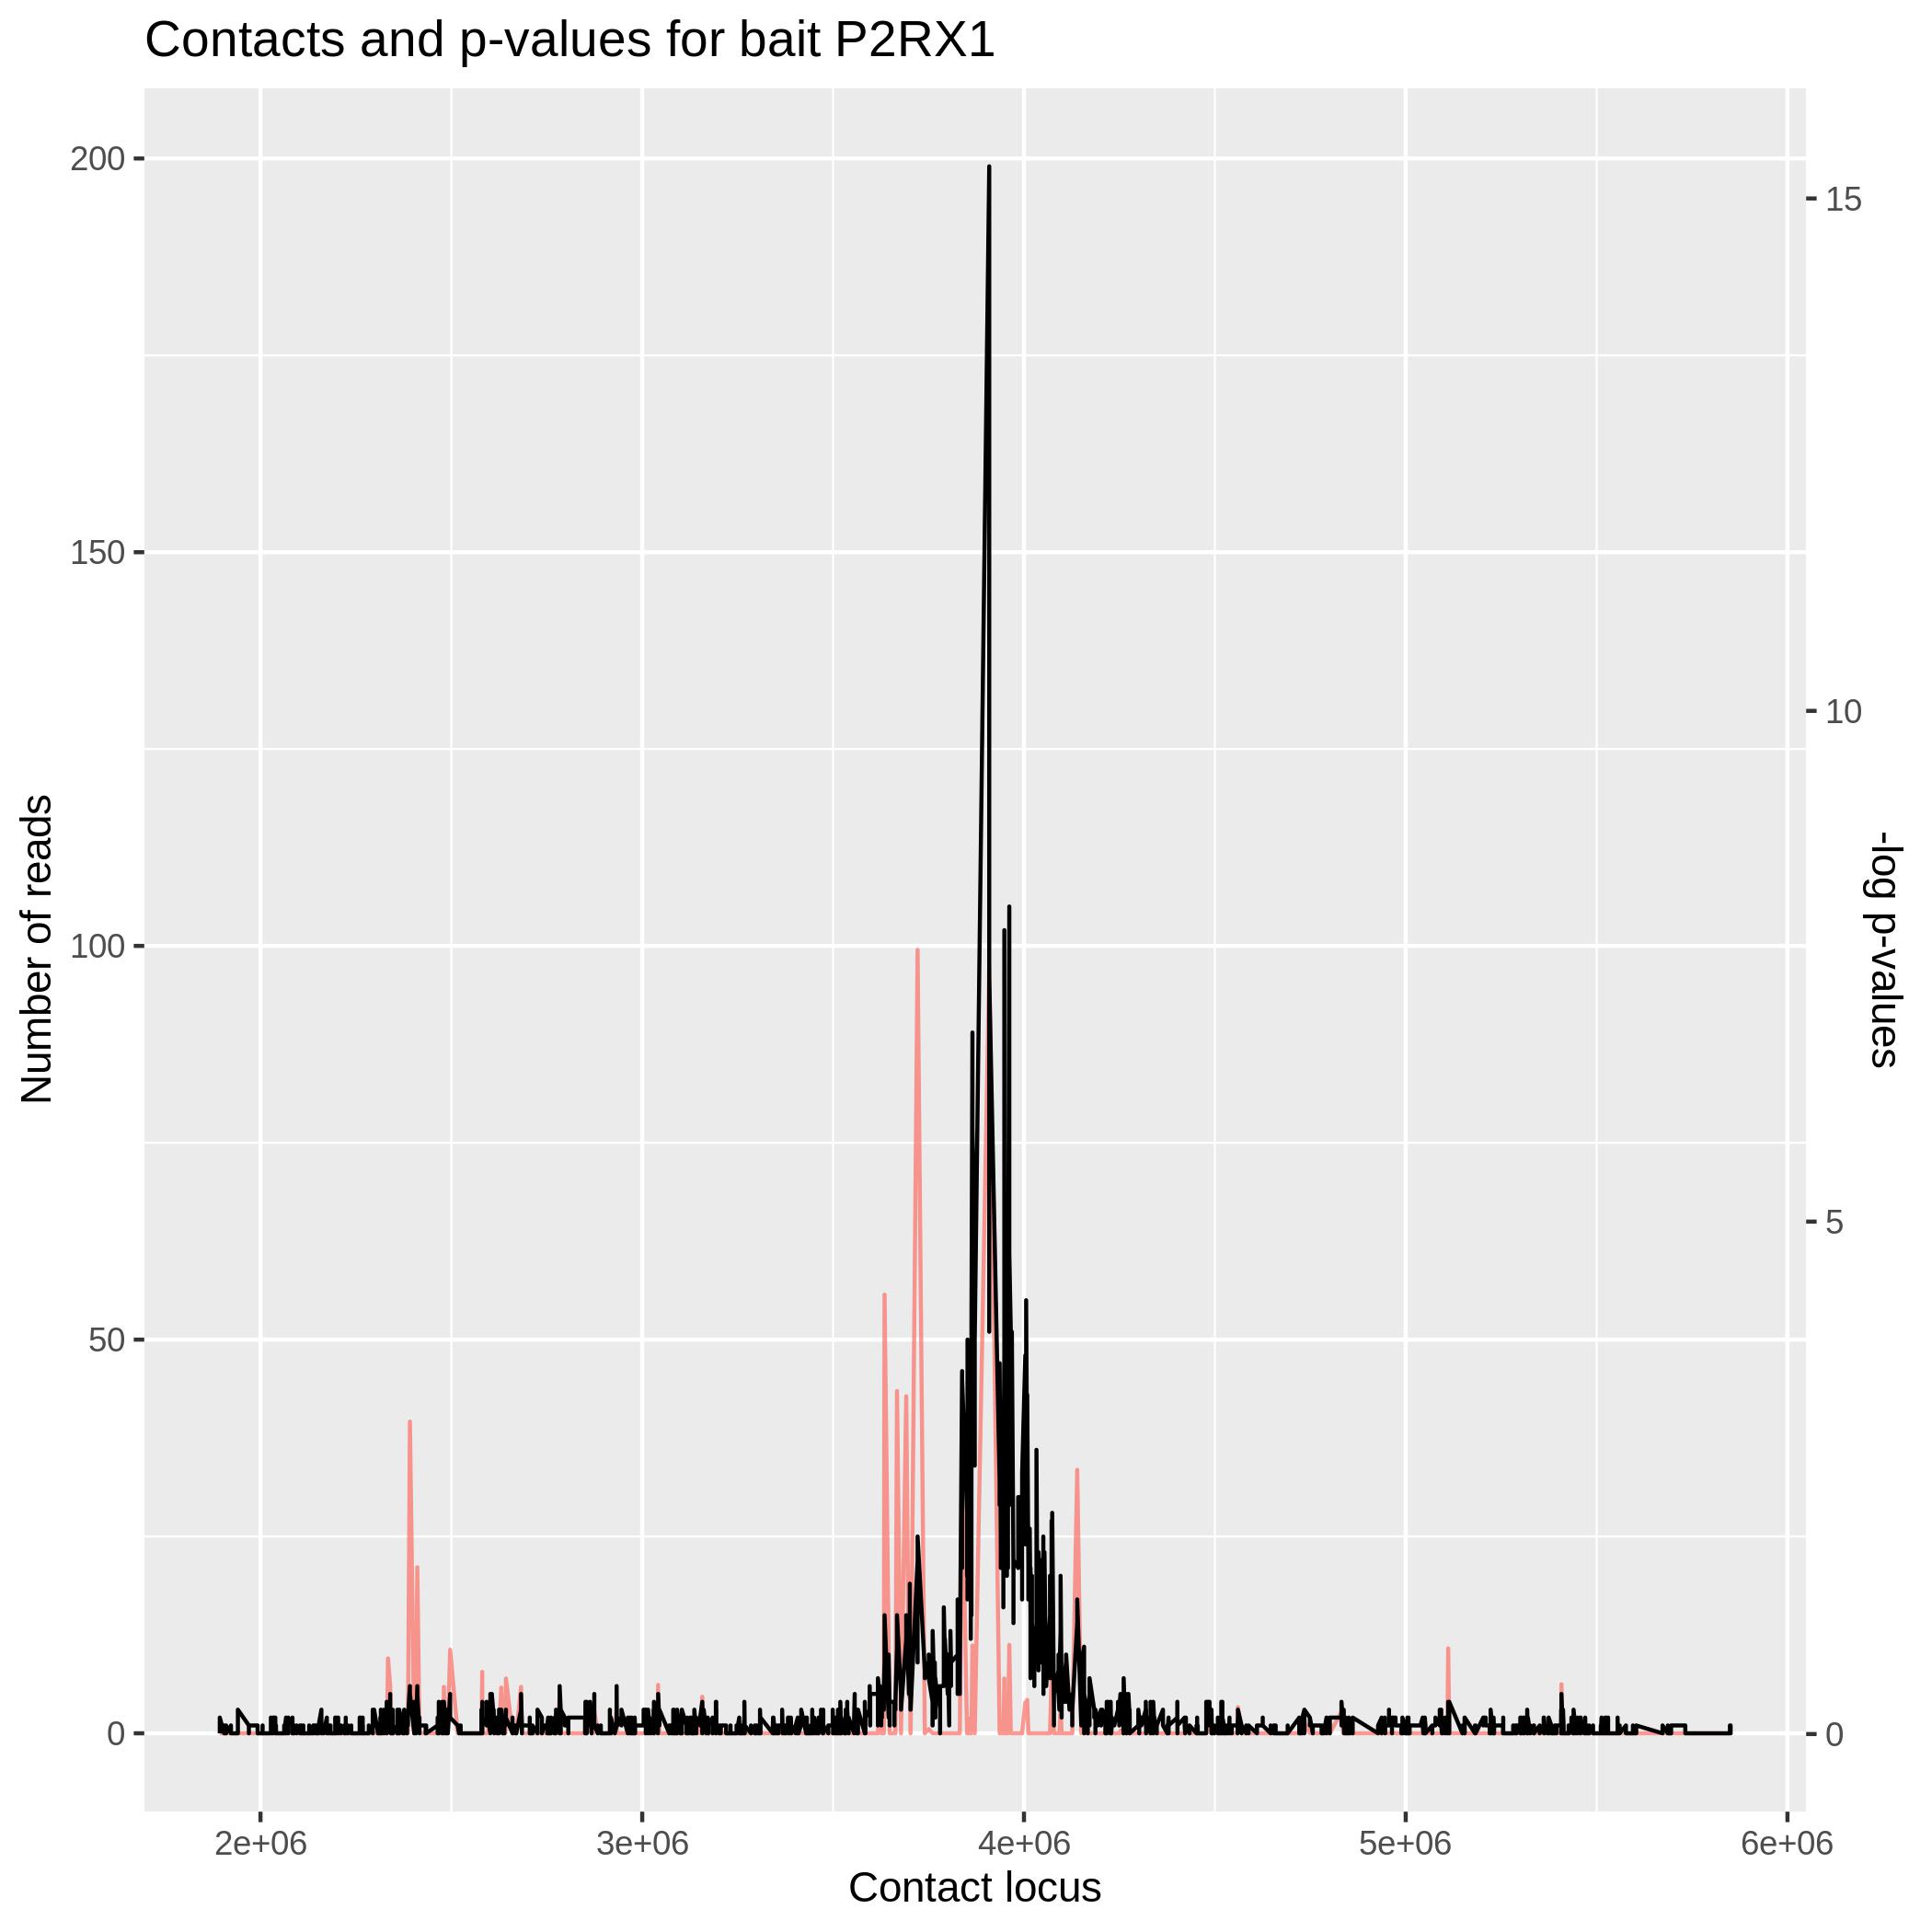 Contacts and p-values for bait P2RX1
200
150
100
50
0
Number of reads
15
10
5
0
-log p-values
2e+06 3e+06 4e+06 5e+06 6e+06
Contact locus